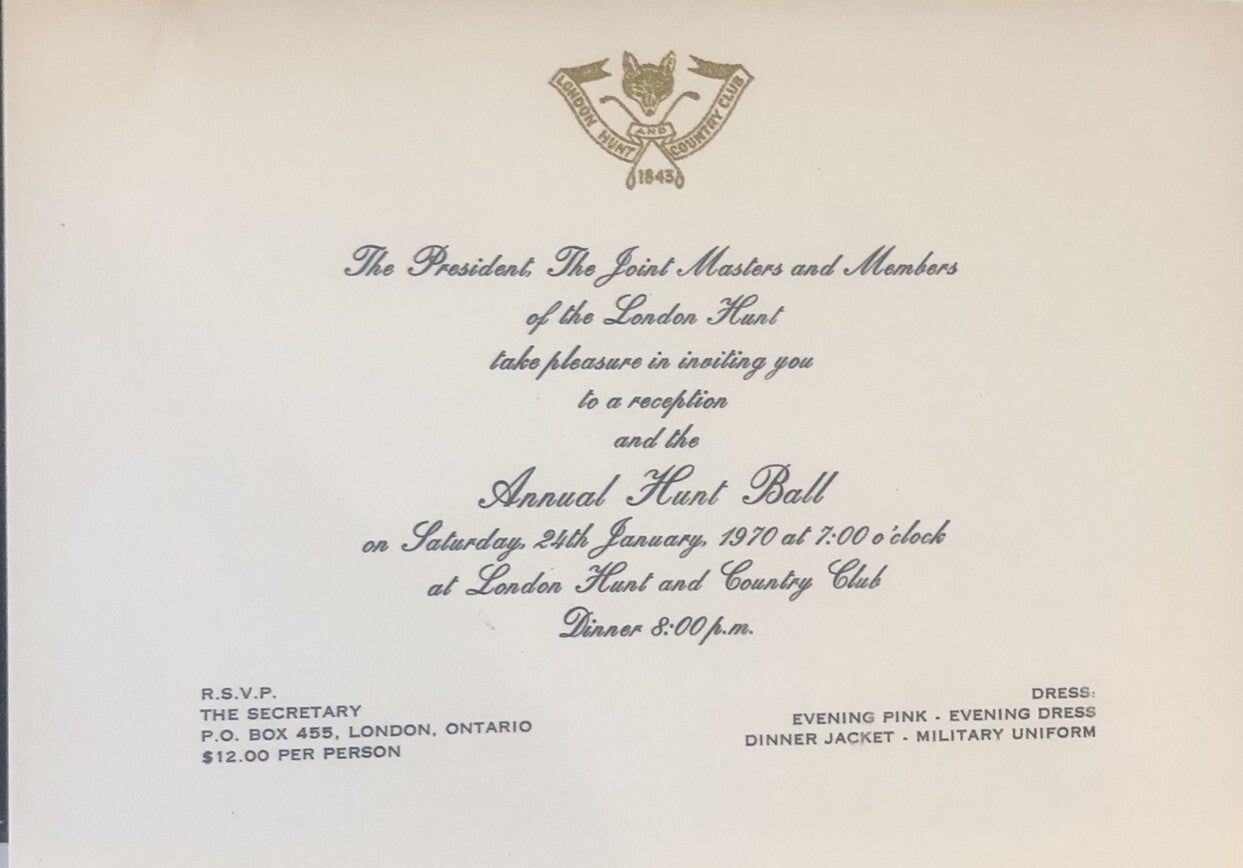 LONDON HUNT AND COUNTRY CLUB
1843
The President, The Joint Masters and Members
of the London Hunt
take pleasure in inviting you
to a reception
and the
Annual Hunt Ball
on Saturday, 24th January, 1970 at 7:00 o'clock
at London Hunt and Country Club
Dinner 8:00 p.m.
R.S.V.P.
THE SECRETARY
P.O. BOX 455, LONDON, ONTARIO
$12.00 PER PERSON
DRESS:
EVENING PINK - EVENING DRESS
DINNER JACKET - MILITARY UNIFORM